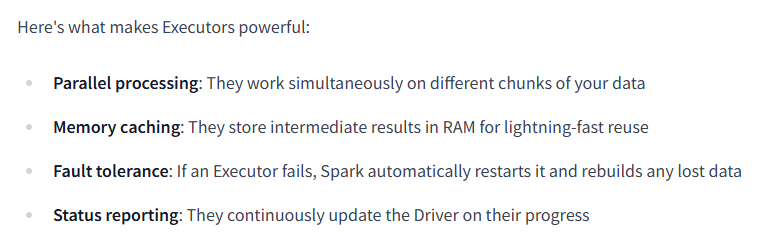 Here's what makes Executors powerful:
Parallel processing: They work simultaneously on different chunks of your data
Memory caching: They store intermediate results in RAM for lightning-fast reuse
Fault tolerance: If an Executor fails, Spark automatically restarts it and rebuilds any lost data
Status reporting: They continuously update the Driver on their progress